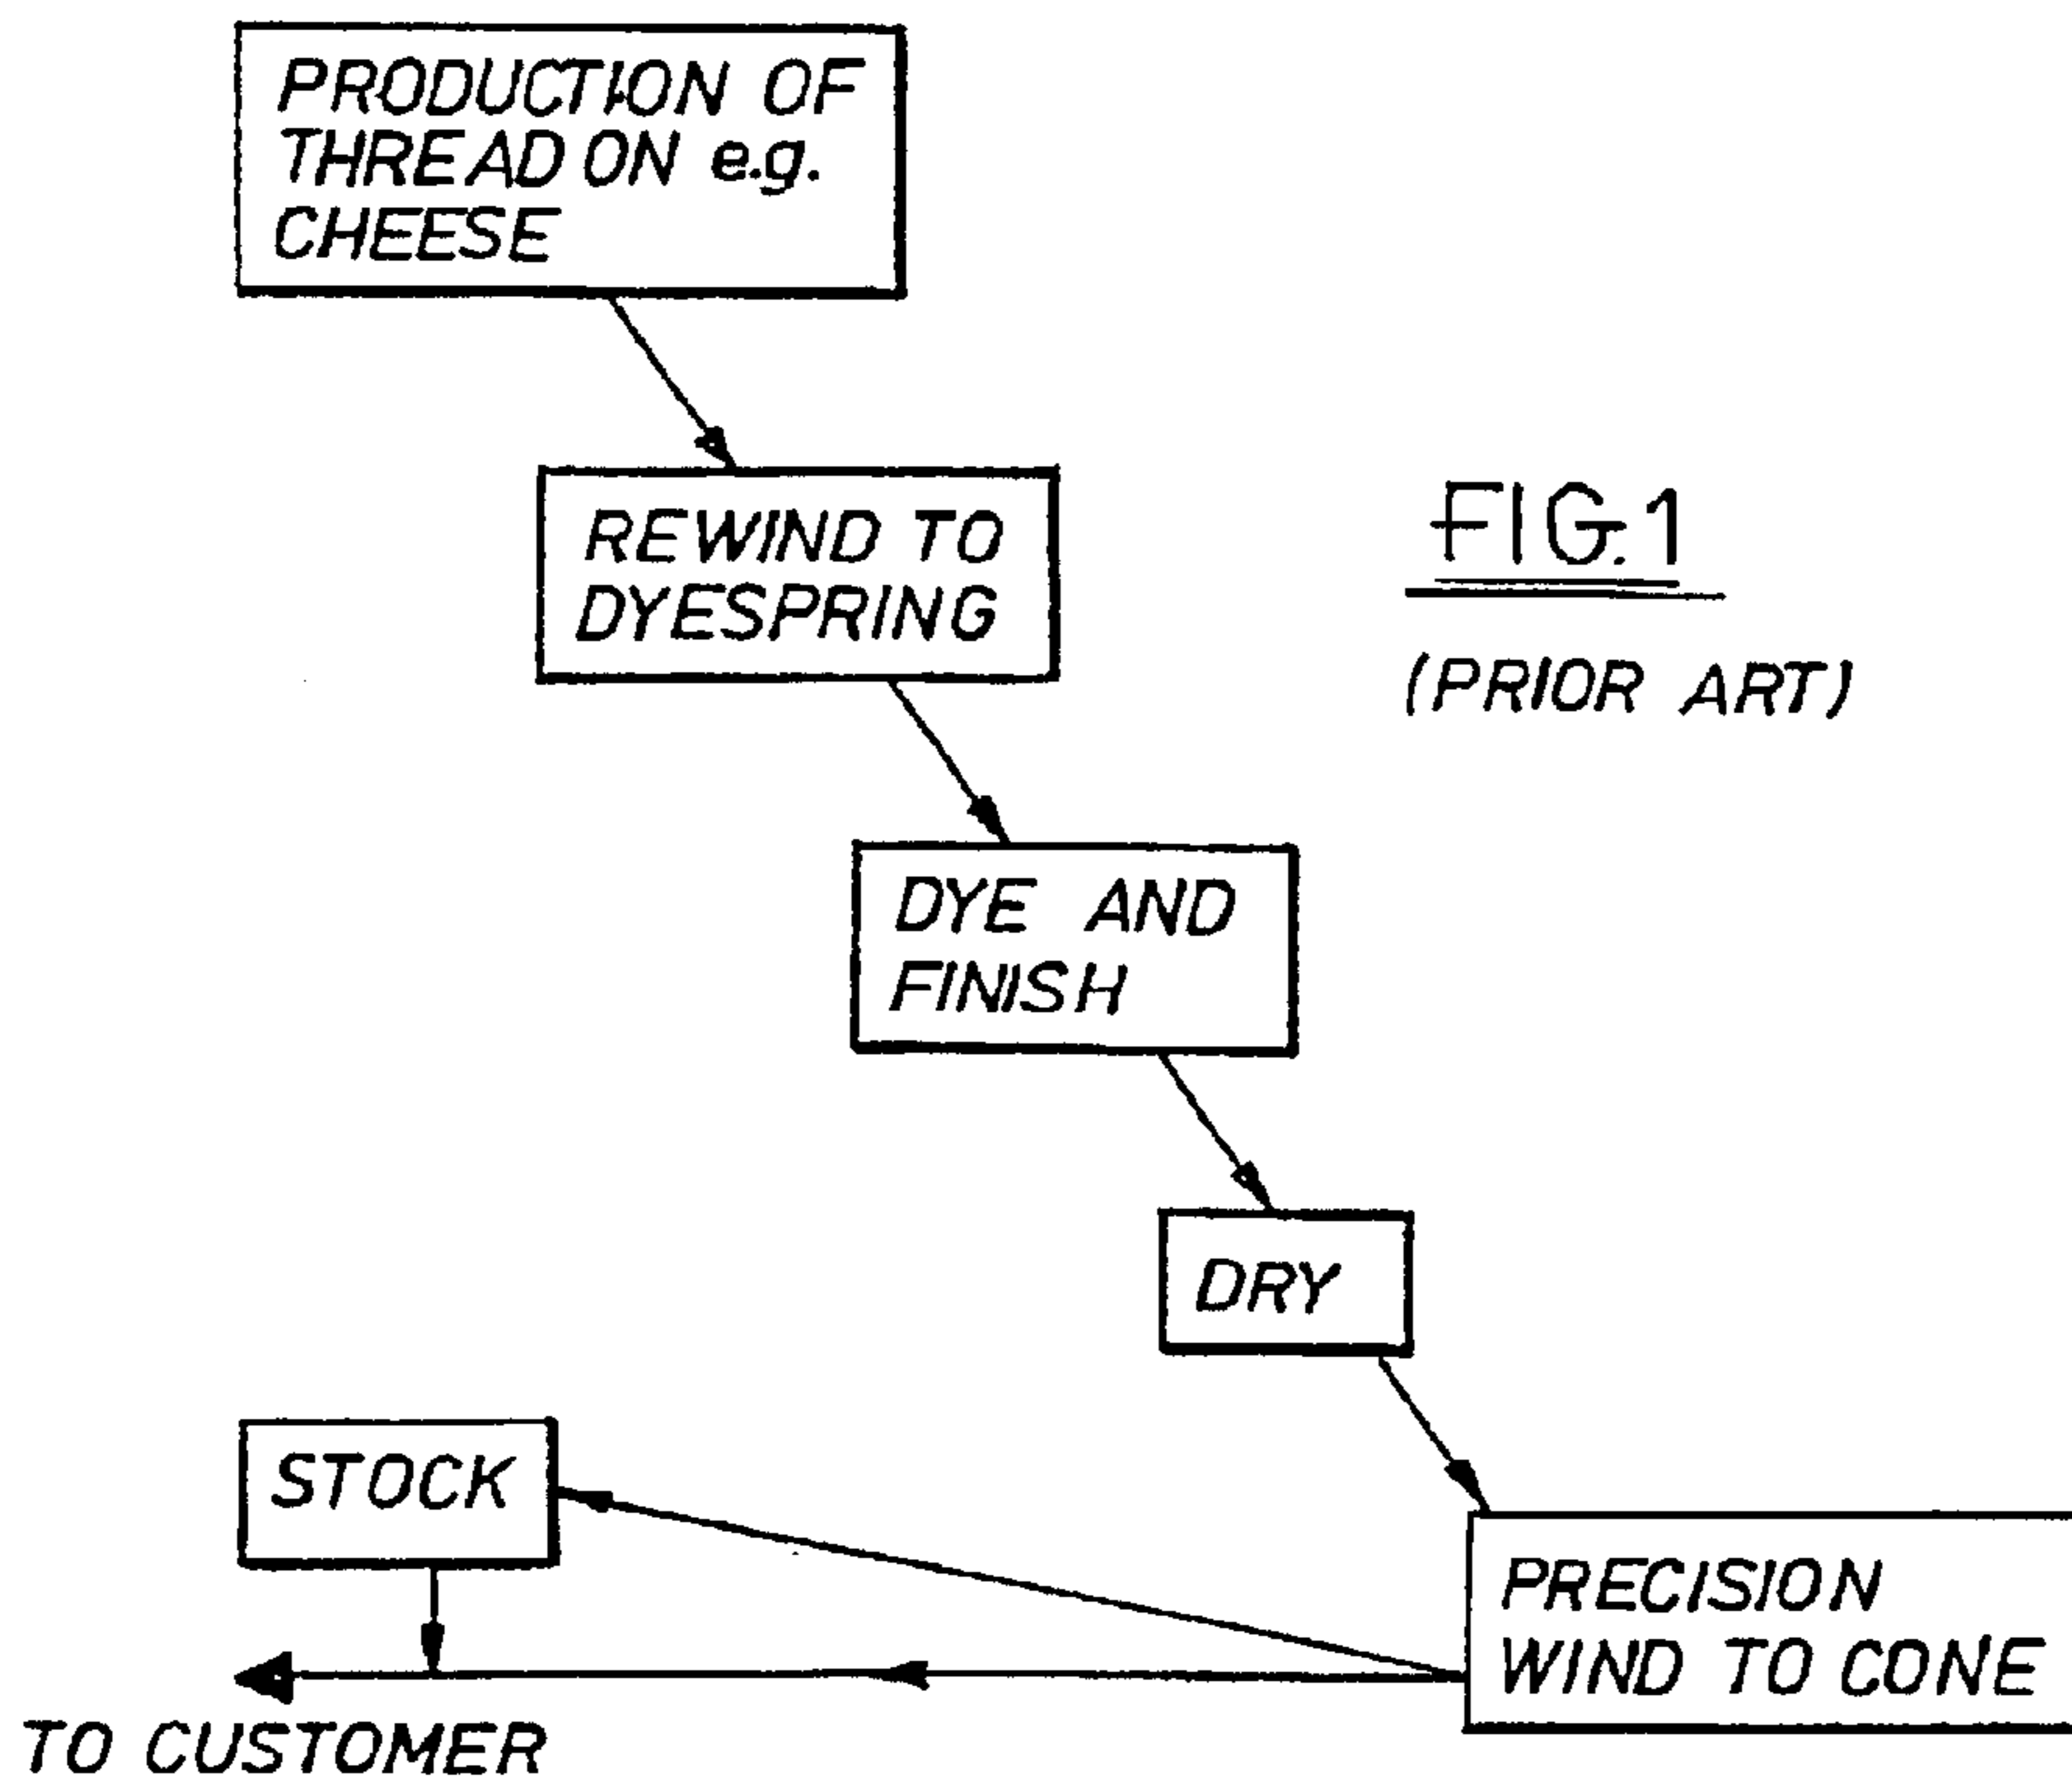 PRODUCTION OF
THREAD ON e.g.
CHEESE
REWIND TO
DYESPRING
FIG.1
(PRIOR ART)
DYE AND
FINISH
DRY
STOCK
PRECISION
WIND TO CONE
TO CUSTOMER